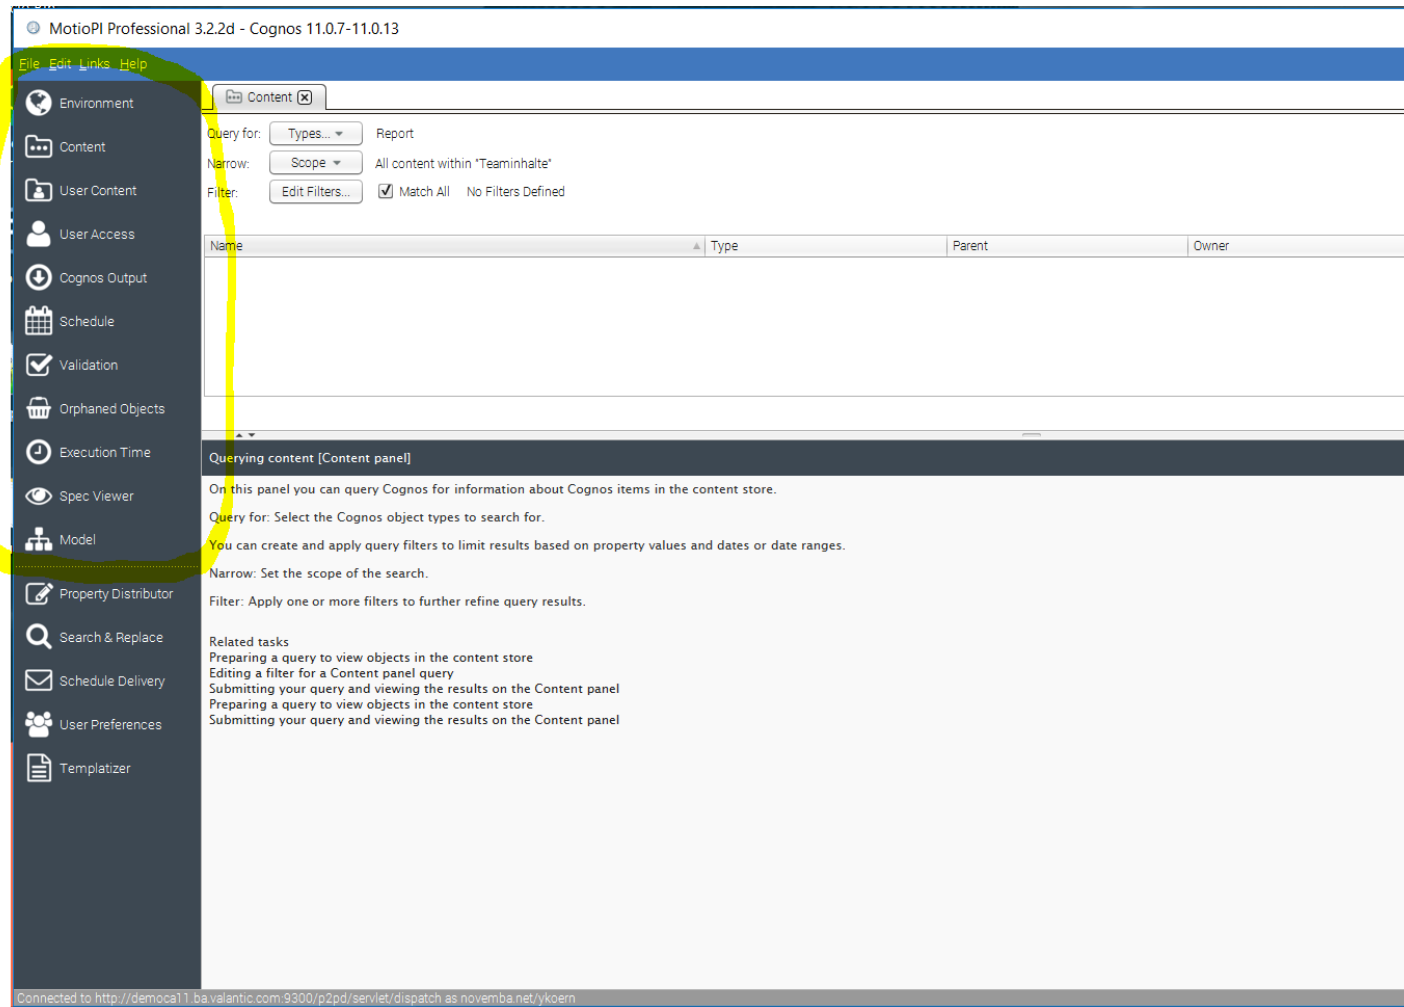 MotioPI Professional 3.2.2d - Cognos 11.0.7-11.0.13
File Edit Links Help
Environment
Content
User Content
User Access
Cognos Output
Schedule
Validation
Orphaned Objects
Execution Time
Spec Viewer
Model
Property Distributor
Search & Replace
Schedule Delivery
User Preferences
Templatizer
Content
Query for: Types... Report
Narrow: Scope All content within "Teaminhalte"
Filter: Edit Filters... Match All No Filters Defined
Name Type Parent Owner
Querying content [Content panel]
On this panel you can query Cognos for information about Cognos items in the content store.
Query for: Select the Cognos object types to search for.
You can create and apply query filters to limit results based on property values and dates or date ranges.
Narrow: Set the scope of the search.
Filter: Apply one or more filters to further refine query results.
Related tasks
Preparing a query to view objects in the content store
Editing a filter for a Content panel query
Submitting your query and viewing the results on the Content panel
Preparing a query to view objects in the content store
Submitting your query and viewing the results on the Content panel
Connected to http://democa11.ba.valantic.com:9300/p2pd/servlet/dispatch as novemba.net/ykoern